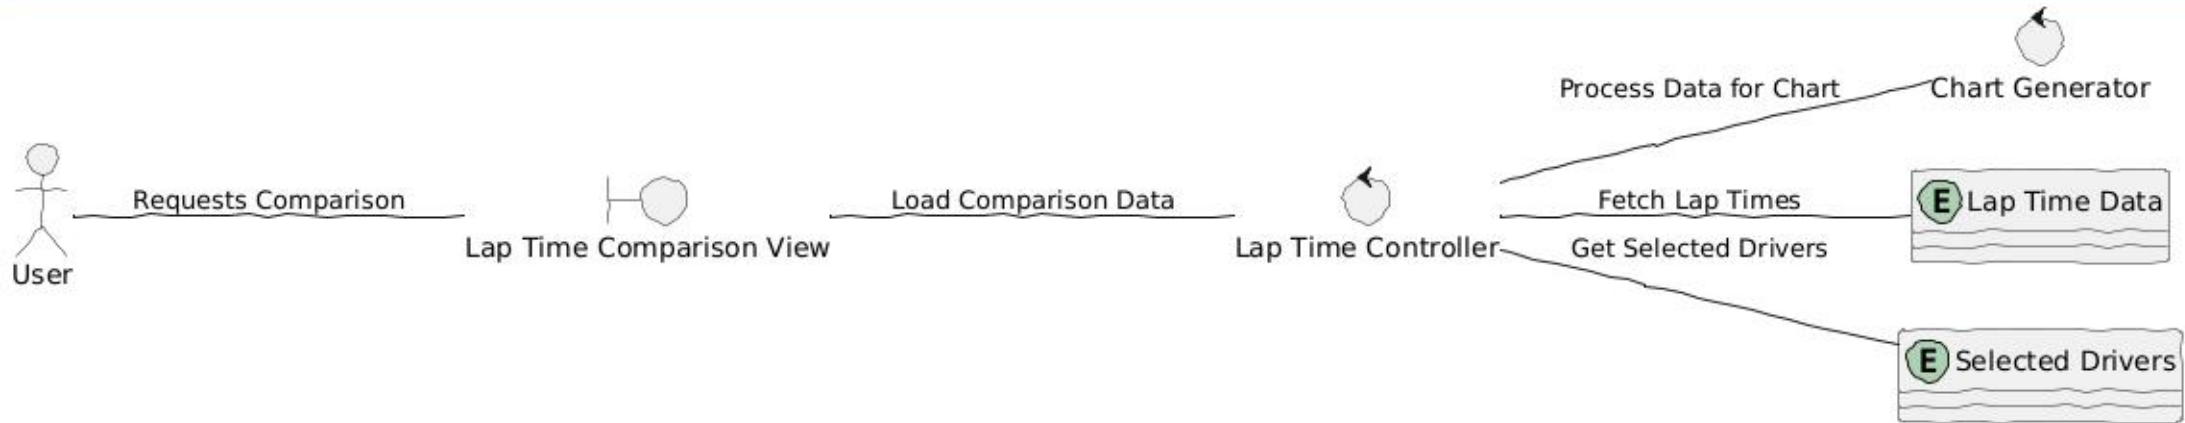 Process Data for Chart
Chart Generator
Requests Comparison
Load Comparison Data
Fetch Lap Times
E Lap Time Data
User
Lap Time Comparison View
Lap Time Controller
Get Selected Drivers
E Selected Drivers